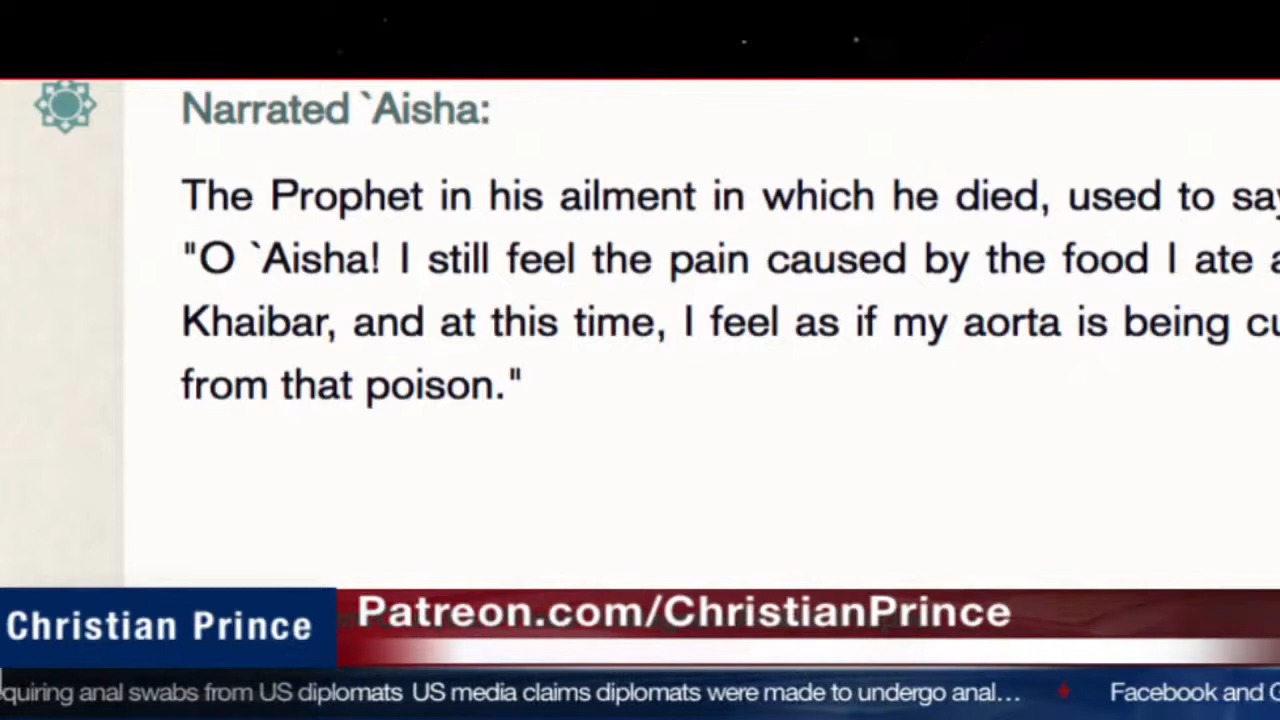 Narrated `Aisha:
The Prophet in his ailment in which he died, used to say
"O `Aisha! I still feel the pain caused by the food I ate a
Khaibar, and at this time, I feel as if my aorta is being cu
from that poison."
Christian Prince
Patreon.com/ChristianPrince
quiring anal swabs from US diplomats US media claims diplomats were made to undergo anal... Facebook and G